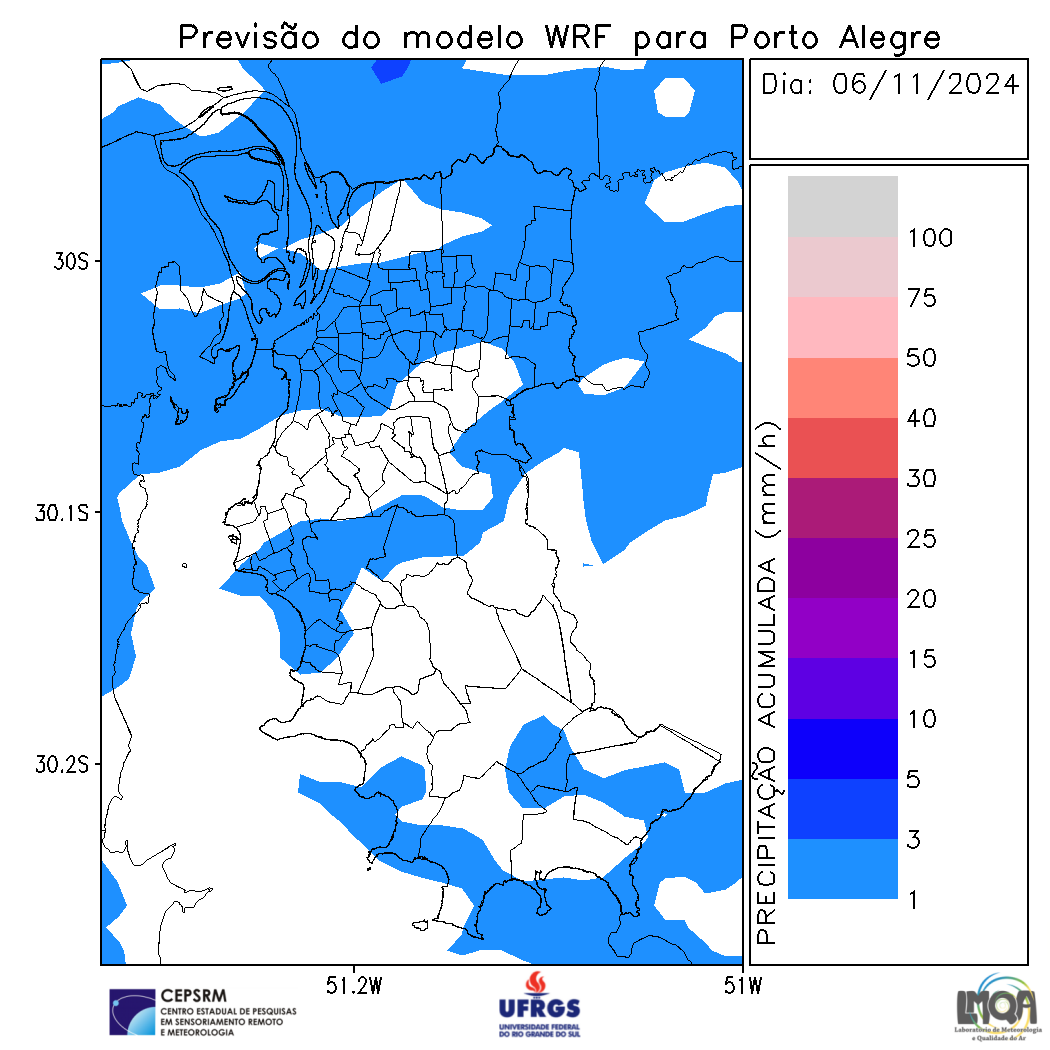 Previsão do modelo WRF para Porto Alegre
Dia: 06/11/2024
30S
30.1S
30.2S
51.2W
51W
PRECIPITAÇÃO ACUMULADA (mm/h)
100
75
50
40
30
25
20
15
10
5
3
1
CEPSRM
CENTRO ESTADUAL DE PESQUISAS
EM SENSORIAMENTO REMOTO
E METEOROLOGIA
UFRGS
UNIVERSIDADE FEDERAL
DO RIO GRANDE DO SUL
LMQA
Laboratório de Meteorologia
e Qualidade do Ar